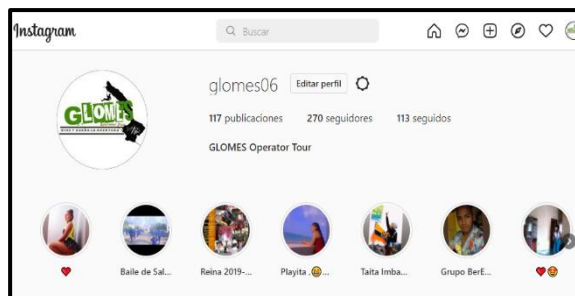 Instagram
Buscar
glomes06 Editar perfil
117 publicaciones 270 seguidores 113 seguidos
GLOMES Operator Tour
GLOMES
Baile de Sal... Reina 2019-... Playita ,😄... Taita Imba... Grupo BerE...